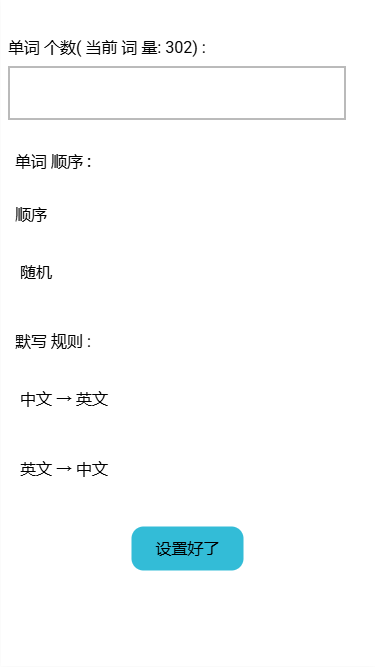 单词 个数( 当前 词 量: 302) :
单词 顺序 :
顺序
随机
默写 规则 :
中文 → 英文
英文 → 中文
设置好了